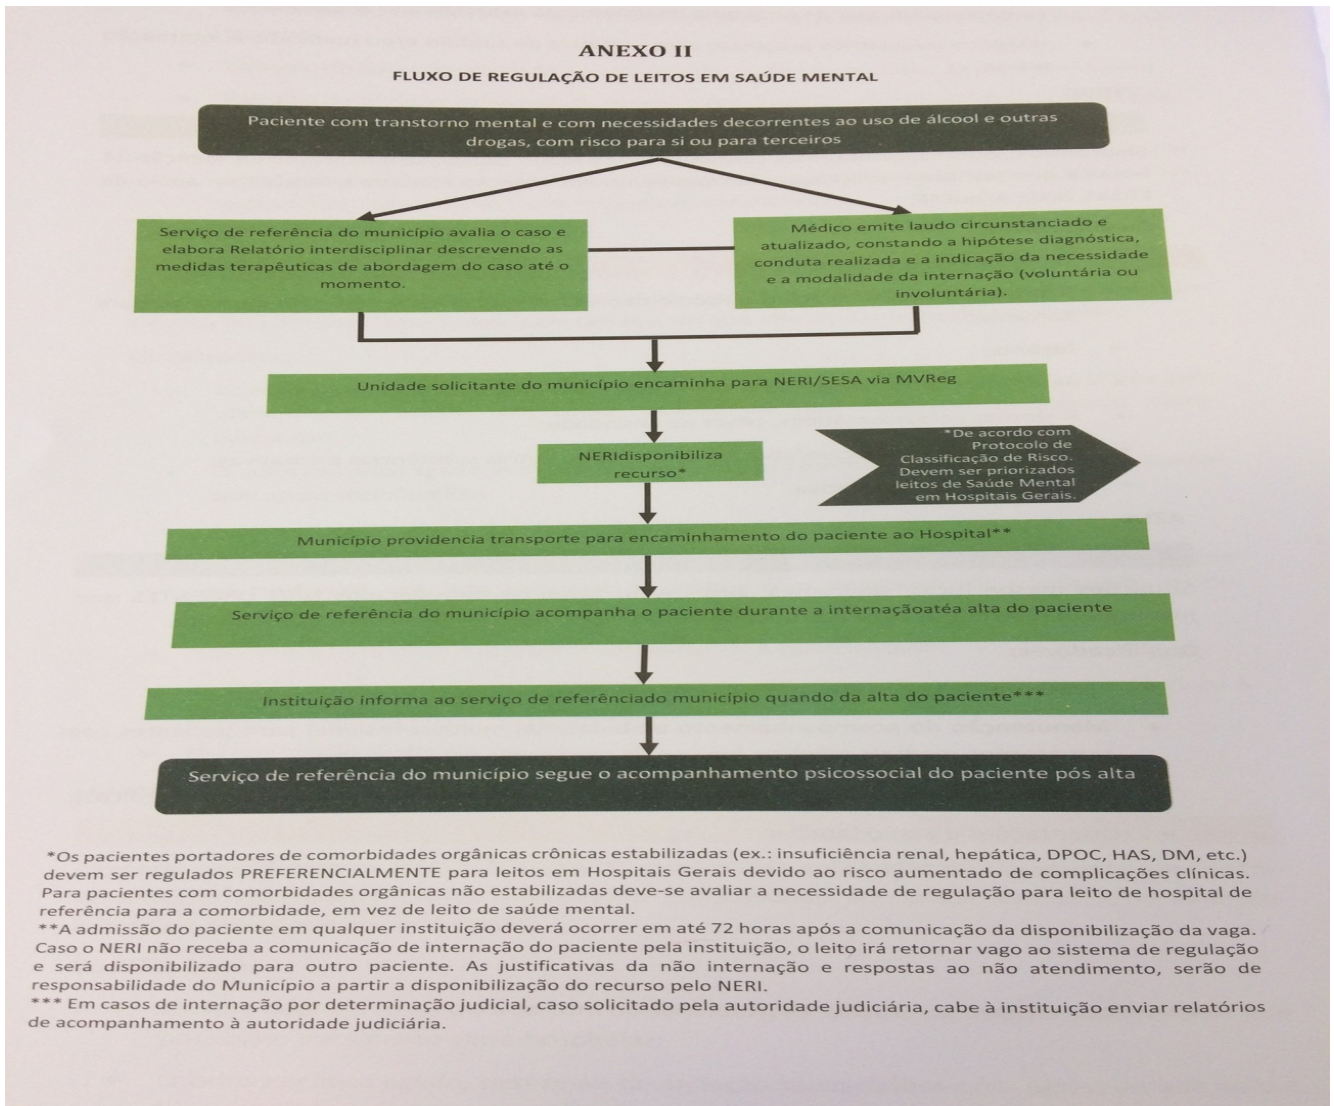 ANEXO II
FLUXO DE REGULAÇÃO DE LEITOS EM SAÚDE MENTAL
Paciente com transtorno mental e com necessidades decorrentes ao uso de álcool e outras
drogas, com risco para si ou para terceiros
Serviço de referência do município avalia o caso e
elabora Relatório interdisciplinar descrevendo as
medidas terapêuticas de abordagem do caso até o
momento.
Médico emite laudo circunstanciado e
atualizado, constando a hipótese diagnóstica,
conduta realizada e a indicação da necessidade
e a modalidade da internação (voluntária ou
involuntária).
Unidade solicitante do município encaminha para NERI/SESA via MVReg
NERIdisponibiliza
recurso*
*De acordo com
Protocolo de
Classificação de Risco.
Devem ser priorizados
leitos de Saúde Mental
em Hospitais Gerais.
Município providencia transporte para encaminhamento do paciente ao Hospital**
Serviço de referência do município acompanha o paciente durante a internaçãoatéa alta do paciente
Instituição informa ao serviço de referênciado município quando da alta do paciente***
Serviço de referência do município segue o acompanhamento psicossocial do paciente pós alta
*Os pacientes portadores de comorbidades orgânicas crônicas estabilizadas (ex.: insuficiência renal, hepática, DPOC, HAS, DM, etc.)
devem ser regulados PREFERENCIALMENTE para leitos em Hospitais Gerais devido ao risco aumentado de complicações clínicas.
Para pacientes com comorbidades orgânicas não estabilizadas deve-se avaliar a necessidade de regulação para leito de hospital de
referência para a comorbidade, em vez de leito de saúde mental.
**A admissão do paciente em qualquer instituição deverá ocorrer em até 72 horas após a comunicação da disponibilização da vaga.
Caso o NERI não receba a comunicação de internação do paciente pela instituição, o leito irá retornar vago ao sistema de regulação
e será disponibilizado para outro paciente. As justificativas da não internação e respostas ao não atendimento, serão de
responsabilidade do Município a partir a disponibilização do recurso pelo NERI.
*** Em casos de internação por determinação judicial, caso solicitado pela autoridade judiciária, cabe à instituição enviar relatórios
de acompanhamento à autoridade judiciária.